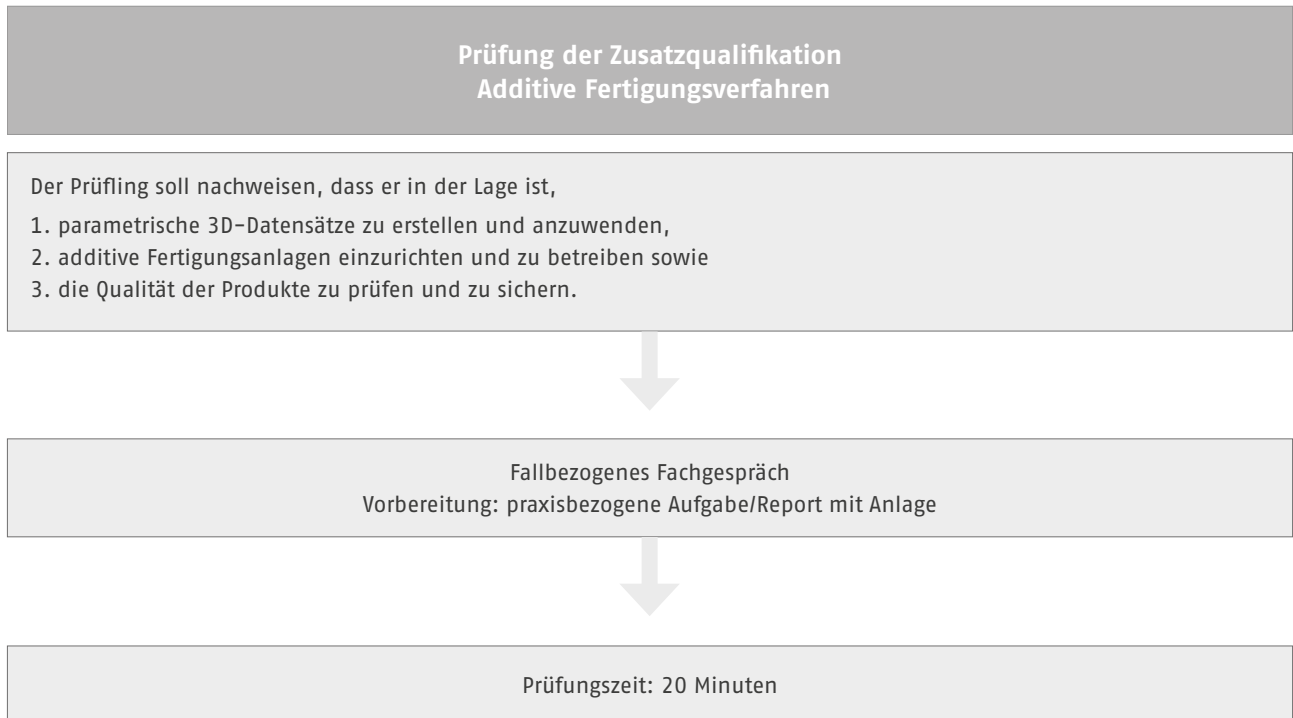 Prüfung der Zusatzqualifikation
Additive Fertigungsverfahren
Der Prüfling soll nachweisen, dass er in der Lage ist,
1. parametrische 3D-Datensätze zu erstellen und anzuwenden,
2. additive Fertigungsanlagen einzurichten und zu betreiben sowie
3. die Qualität der Produkte zu prüfen und zu sichern.
Fallbezogenes Fachgespräch
Vorbereitung: praxisbezogene Aufgabe/Report mit Anlage
Prüfungszeit: 20 Minuten